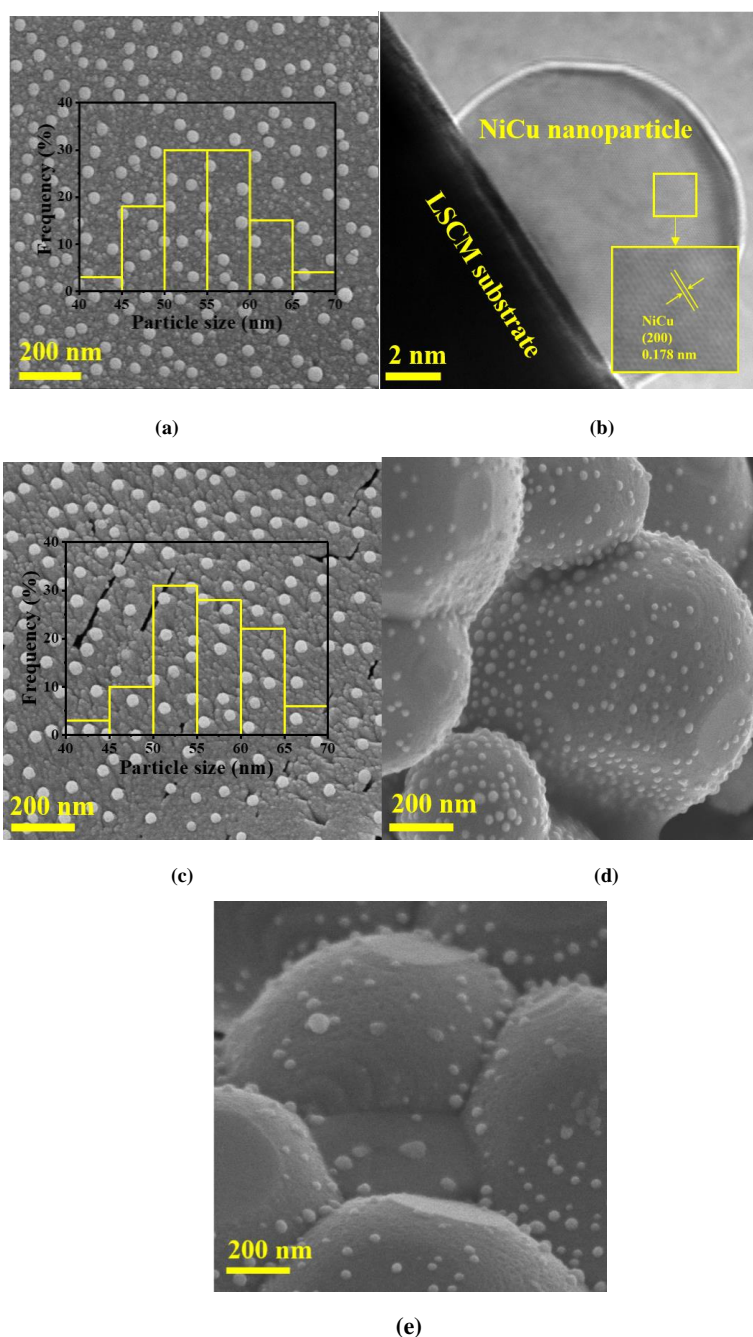 40
30
20
10
0
Frequency (%)
40 45 50 55 60 65 70
Particle size (nm)
200 nm
(a)
NiCu nanoparticle
LSCM substrate
NiCu
(200)
0.178 nm
2 nm
(b)
40
30
20
10
0
Frequency (%)
40 45 50 55 60 65 70
Particle size (nm)
200 nm
(c)
200 nm
(d)
200 nm
(e)